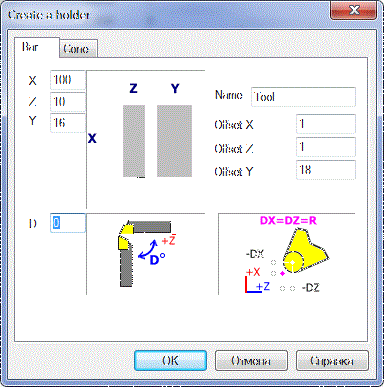 Create a holder
Bar Cone
X 100
Z 10
Y 16
Z Y
X
Name Tool
Offset X 1
Offset Z 1
Offset Y 18
D 0
+Z
D°
DX=DZ=R
-DX
+X
+Z
-DZ
OK Отмена Справка